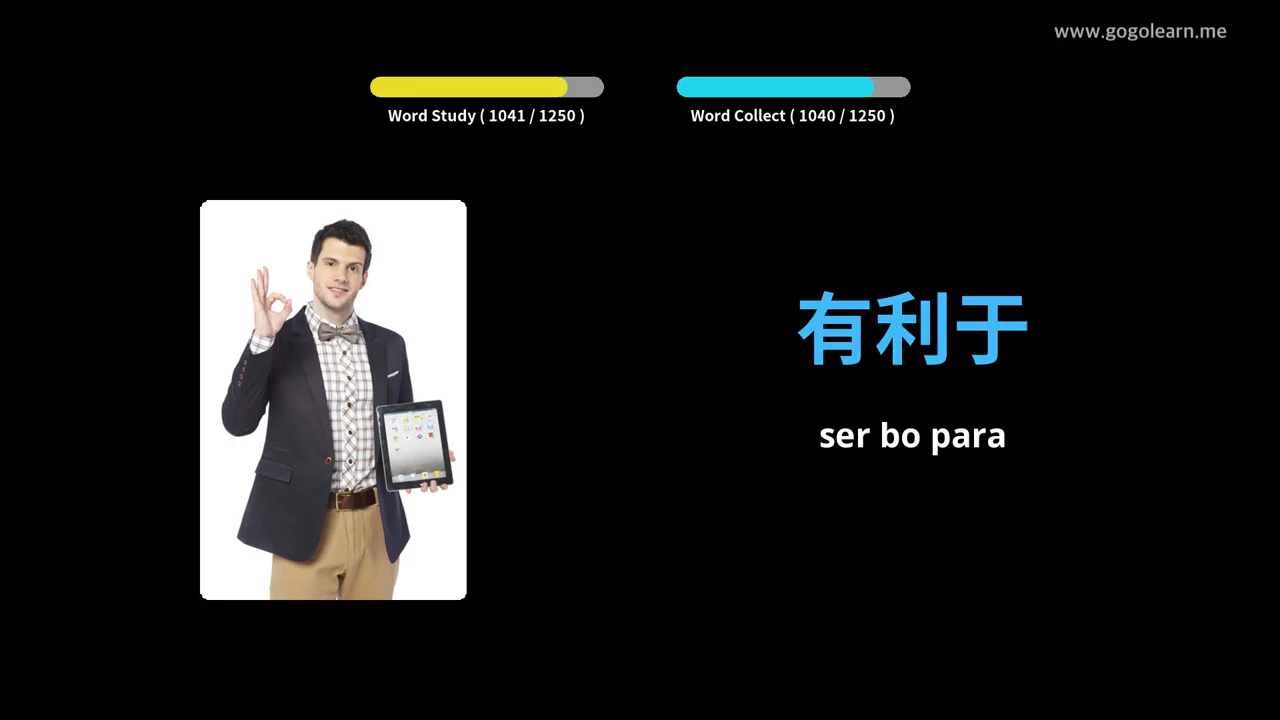 www.gogolearn.me
Word Study ( 1041 / 1250 )
Word Collect ( 1040 / 1250 )
有利于
ser bo para